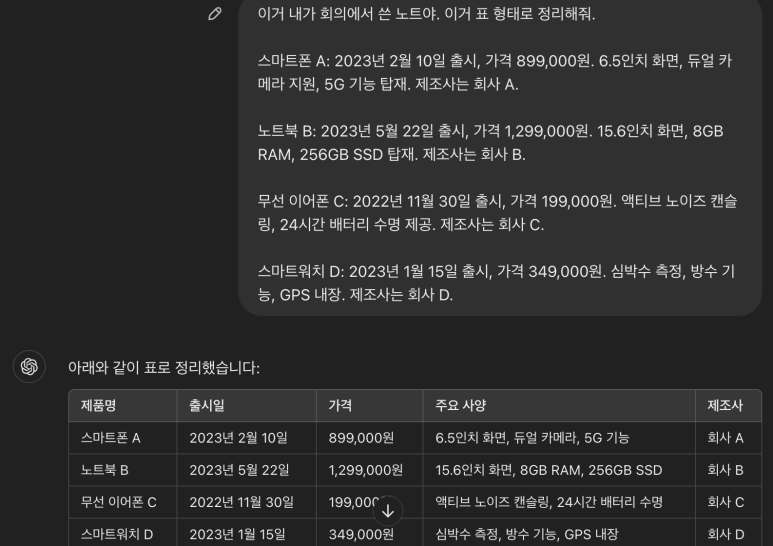 이거 내가 회의에서 쓴 노트야. 이거 표 형태로 정리해줘.
스마트폰 A: 2023년 2월 10일 출시, 가격 899,000원. 6.5인치 화면, 듀얼 카
메라 지원, 5G 기능 탑재. 제조사는 회사 A.
노트북 B: 2023년 5월 22일 출시, 가격 1,299,000원. 15.6인치 화면, 8GB
RAM, 256GB SSD 탑재. 제조사는 회사 B.
무선 이어폰 C: 2022년 11월 30일 출시, 가격 199,000원. 액티브 노이즈 캔슬
링, 24시간 배터리 수명 제공. 제조사는 회사 C.
스마트워치 D: 2023년 1월 15일 출시, 가격 349,000원. 심박수 측정, 방수 기
능, GPS 내장. 제조사는 회사 D.
아래와 같이 표로 정리했습니다:
제품명 출시일 가격 주요 사양 제조사
스마트폰 A 2023년 2월 10일 899,000원 6.5인치 화면, 듀얼 카메라, 5G 기능 회사 A
노트북 B 2023년 5월 22일 1,299,000원 15.6인치 화면, 8GB RAM, 256GB SSD 회사 B
무선 이어폰 C 2022년 11월 30일 액티브 노이즈 캔슬링, 24시간 배터리 수명 회사 C
스마트워치 D 2023년 1월 15일 349,000원 심박수 측정, 방수 기능, GPS 내장 회사 D